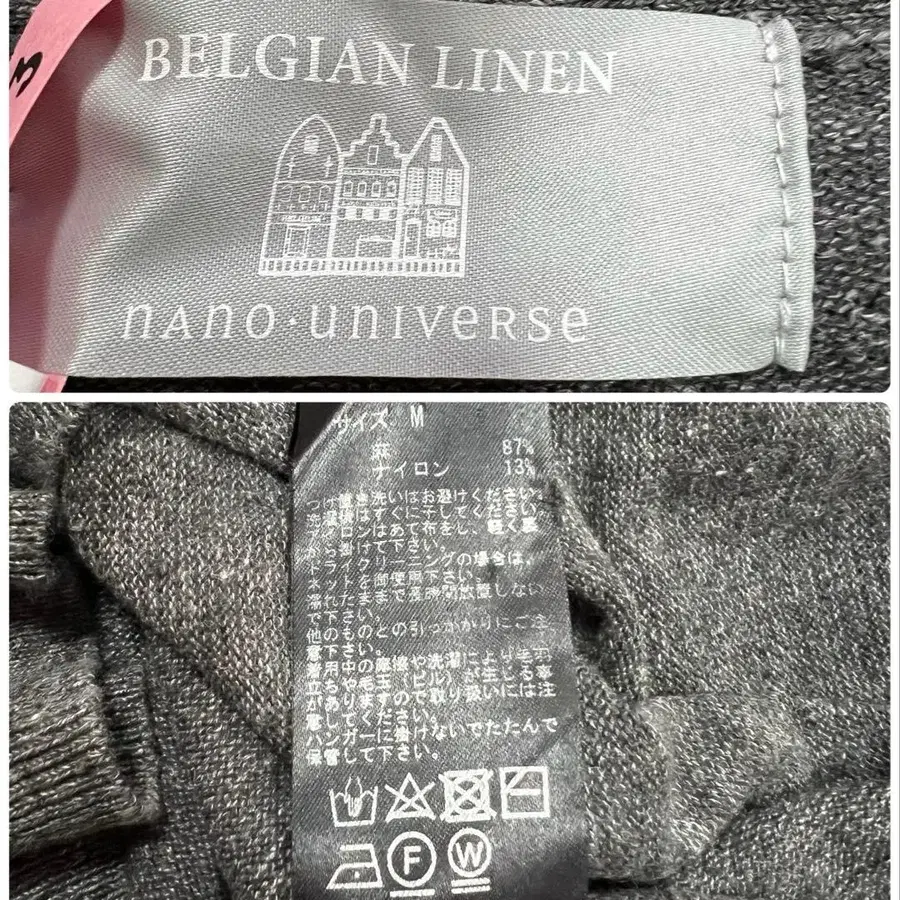 3
BELGIAN LINEN
nano·universe
サイズ M
麻 87%
ナイロン 13%
つけ置き洗いはお避けください。
洗濯後はすぐに干してください。
アイロンはあて布をし、軽く裏
から掛けて下さい。
ドライクリーニングの場合は、
ネットを御使用下さい。
濡れたままで長時間放置しない
で下さい。
他のものとの引っかかりにご注
意下さい。
着用中の摩擦や洗濯により毛羽
立ちや毛玉(ピル)が生じる事
がありますので取り扱いには注
意してください。
ハンガーに掛けないでたたんで
保管して下さい。
F W